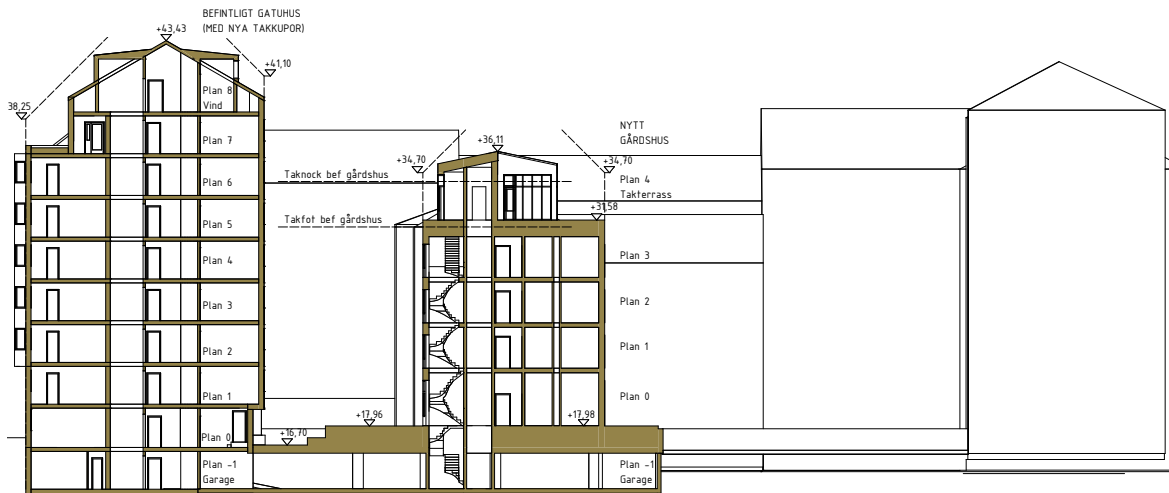 BEFINTLIGT GATUHUS
(MED NYA TAKKUPOR)
+43,43
+41,10
38,25
Plan 8
Vind
Plan 7
Plan 6
Plan 5
Plan 4
Plan 3
Plan 2
Plan 1
Plan 0
Plan -1
Garage
+16,70
+17,96
Taknock bef gårdshus
Takfot bef gårdshus
+34,70
+36,11
NYTT
GÅRDSHUS
+34,70
Plan 4
Takterrass
+31,58
Plan 3
Plan 2
Plan 1
Plan 0
+17,98
Plan -1
Garage